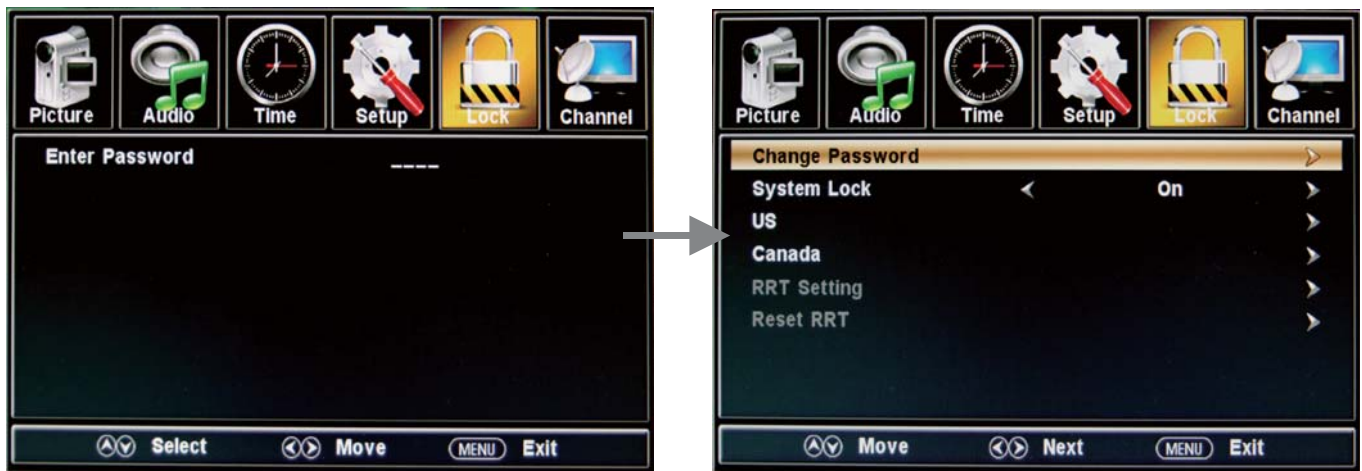 Picture Audio Time Setup Lock Channel
Enter Password ____
Select Move MENU Exit
Picture Audio Time Setup Lock Channel
Change Password
System Lock On
US
Canada
RRT Setting
Reset RRT
Move Next MENU Exit